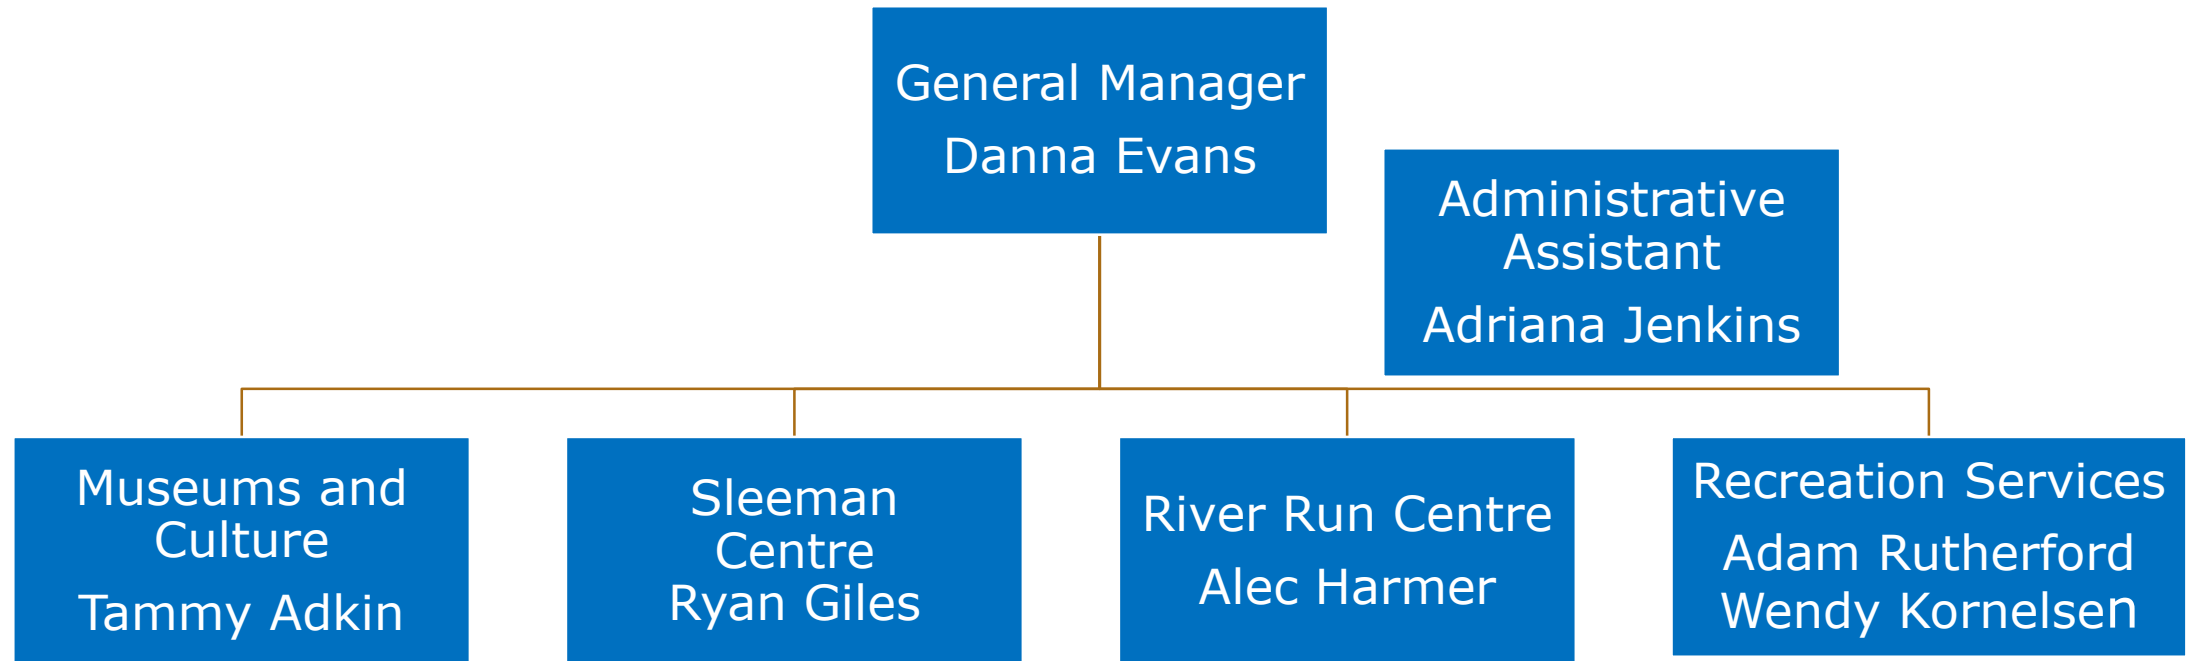 General Manager
Danna Evans
Administrative
Assistant
Adriana Jenkins
Museums and
Culture
Tammy Adkin
Sleeman
Centre
Ryan Giles
River Run Centre
Alec Harmer
Recreation Services
Adam Rutherford
Wendy Kornelsen